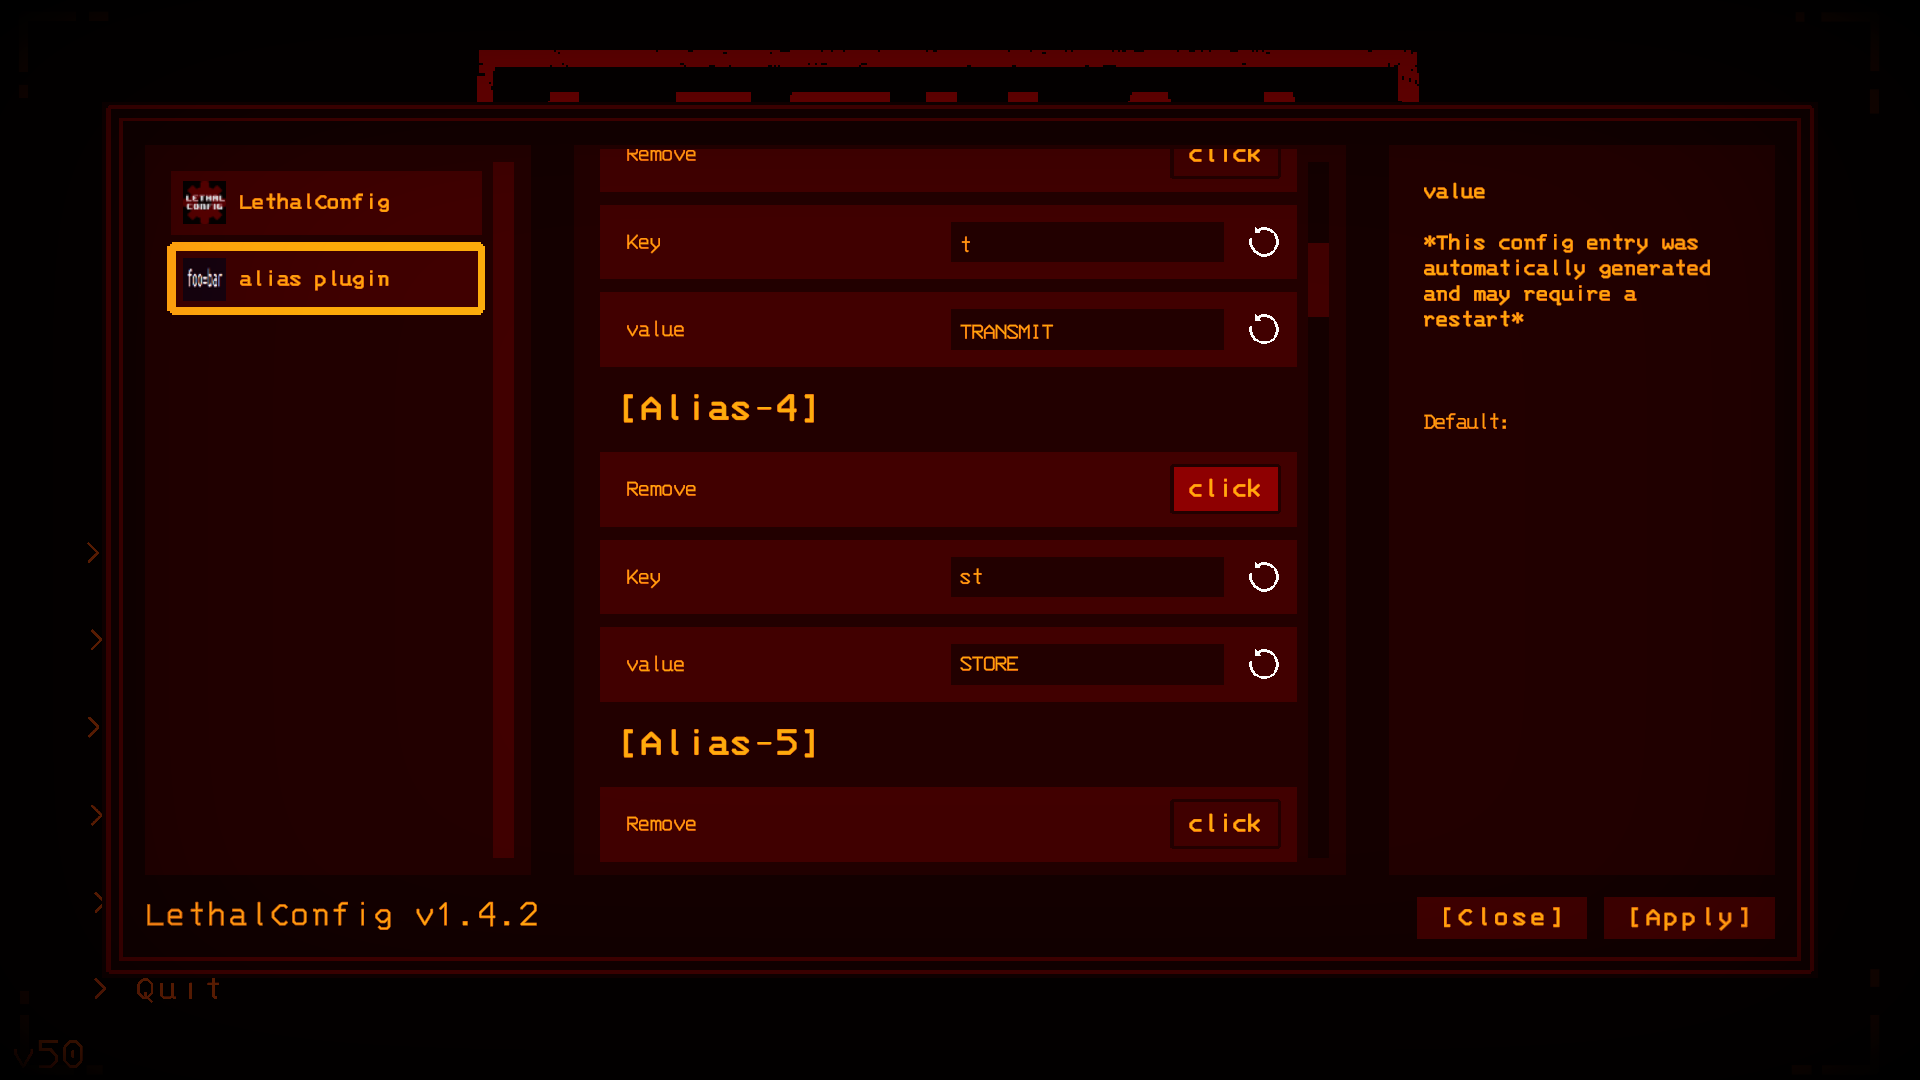 LETHAL
CONFIG
LethalConfig
foo=bar
alias plugin
Remove
click
Key
t
value
TRANSMIT
[Alias-4]
Remove
click
Key
st
value
STORE
[Alias-5]
Remove
click
value
*This config entry was
automatically generated
and may require a
restart*
Default:
LethalConfig v1.4.2
[Close]
[Apply]
> Quit
v50